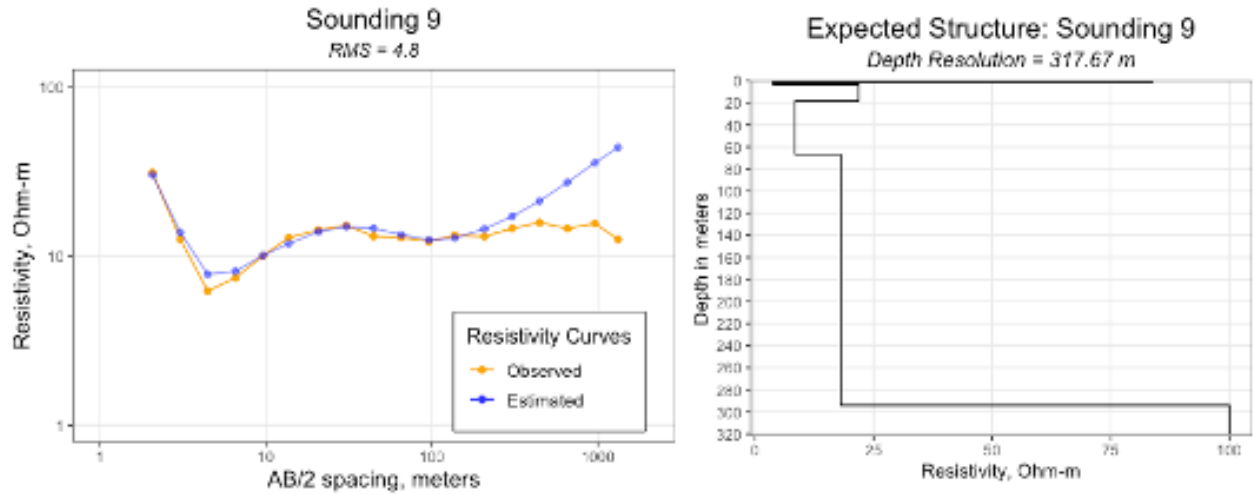 Sounding 9
RMS = 4.8
Resistivity, Ohm-m
100
10
1
1
10
100
1000
AB/2 spacing, meters
Resistivity Curves
Observed
Estimated
Expected Structure: Sounding 9
Depth Resolution = 317.67 m
Depth in meters
0
20
40
60
80
100
120
140
160
180
200
220
240
260
280
300
320
0
25
50
75
100
Resistivity, Ohm-m